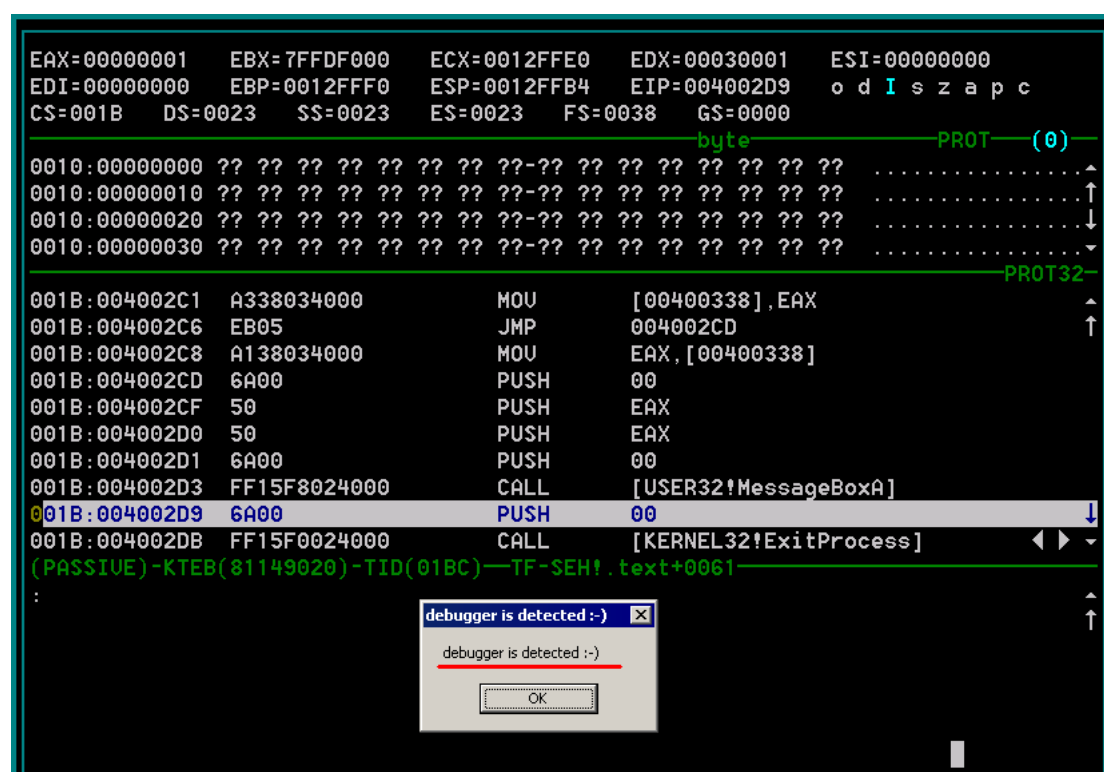 EAX=00000001 EBX=7FFDF000 ECX=0012FFE0 EDX=00030001 ESI=00000000
EDI=00000000 EBP=0012FFF0 ESP=0012FFB4 EIP=004002D9 o d I s z a p c
CS=001B DS=0023 SS=0023 ES=0023 FS=0038 GS=0000
byte PROT (0)
0010:00000000 ?? ?? ?? ?? ?? ?? ?? ??-?? ?? ?? ?? ?? ?? ?? ?? ................
0010:00000010 ?? ?? ?? ?? ?? ?? ?? ??-?? ?? ?? ?? ?? ?? ?? ?? ................
0010:00000020 ?? ?? ?? ?? ?? ?? ?? ??-?? ?? ?? ?? ?? ?? ?? ?? ................
0010:00000030 ?? ?? ?? ?? ?? ?? ?? ??-?? ?? ?? ?? ?? ?? ?? ?? ................
PROT32
001B:004002C1 A338034000 MOV [00400338],EAX
001B:004002C6 EB05 JMP 004002CD
001B:004002C8 A138034000 MOV EAX,[00400338]
001B:004002CD 6A00 PUSH 00
001B:004002CF 50 PUSH EAX
001B:004002D0 50 PUSH EAX
001B:004002D1 6A00 PUSH 00
001B:004002D3 FF15F8024000 CALL [USER32!MessageBoxA]
001B:004002D9 6A00 PUSH 00
001B:004002DB FF15F0024000 CALL [KERNEL32!ExitProcess]
(PASSIVE)-KTEB(81149020)-TID(01BC)—TF-SEH!.text+0061
:
debugger is detected :-)
debugger is detected :-)
OK